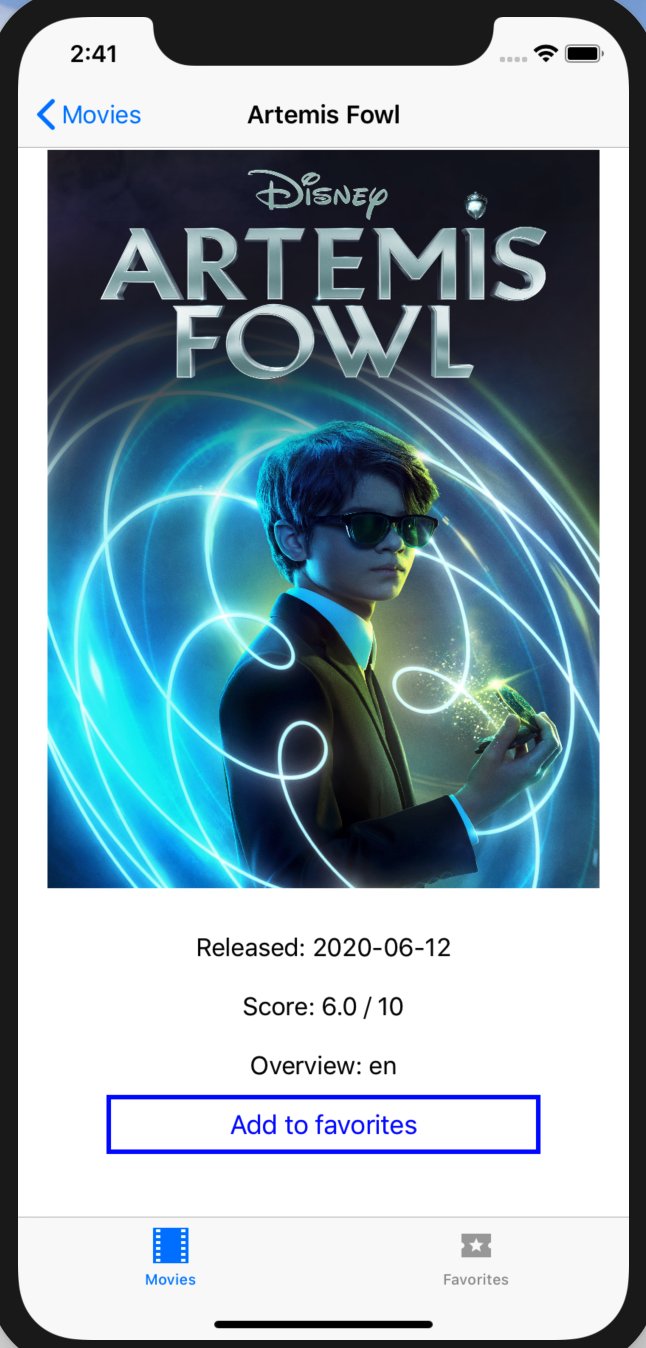 2:41
Movies
Artemis Fowl
Disney
ARTEMIS
FOWL
Released: 2020-06-12
Score: 6.0 / 10
Overview: en
Add to favorites
Movies
Favorites